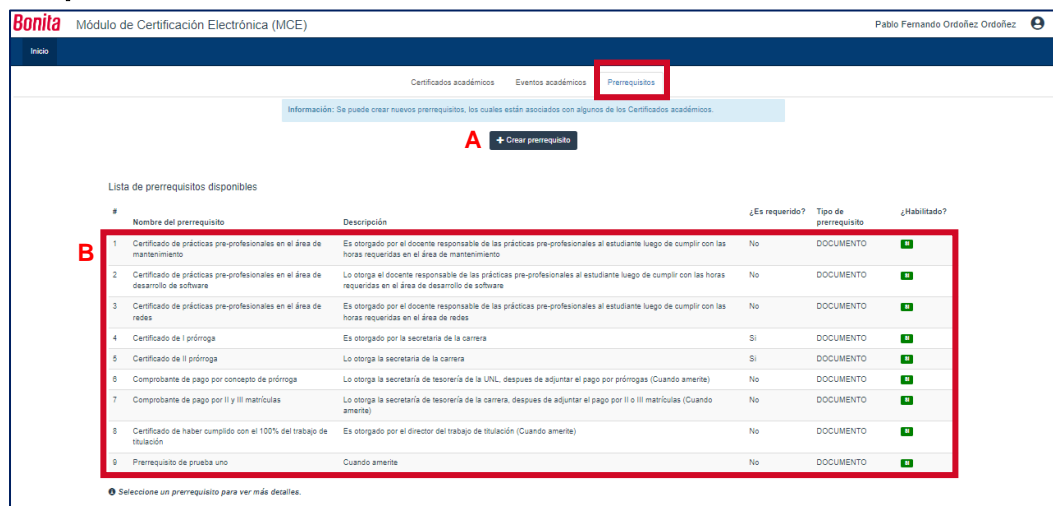 Bonita Módulo de Certificación Electrónica (MCE) Pablo Fernando Ordoñez Ordoñez
Inicio
Certificados académicos Eventos académicos Prerrequisitos
Información: Se puede crear nuevos prerrequisitos, los cuales están asociados con algunos de los Certificados académicos.
A + Crear prerrequisito
Lista de prerrequisitos disponibles
# Nombre del prerrequisito Descripción ¿Es requerido? Tipo de prerrequisito ¿Habilitado?
B
1 Certificado de prácticas pre-profesionales en el área de mantenimiento Es otorgado por el docente responsable de las prácticas pre-profesionales al estudiante luego de cumplir con las horas requeridas en el área de mantenimiento No DOCUMENTO
2 Certificado de prácticas pre-profesionales en el área de desarrollo de software Lo otorga el docente responsable de las prácticas pre-profesionales al estudiante luego de cumplir con las horas requeridas en el área de desarrollo de software No DOCUMENTO
3 Certificado de prácticas pre-profesionales en el área de redes Es otorgado por el docente responsable de las prácticas pre-profesionales al estudiante luego de cumplir con las horas requeridas en el área de redes No DOCUMENTO
4 Certificado de I prórroga Es otorgado por la secretaria de la carrera Si DOCUMENTO
5 Certificado de II prórroga Lo otorga la secretaria de la carrera Si DOCUMENTO
6 Comprobante de pago por concepto de prórroga Lo otorga la secretaría de tesorería de la UNL, despues de adjuntar el pago por prórrogas (Cuando amerite) No DOCUMENTO
7 Comprobante de pago por II y III matrículas Lo otorga la secretaría de tesorería de la carrera, despues de adjuntar el pago por II o III matrículas (Cuando amerite) No DOCUMENTO
8 Certificado de haber cumplido con el 100% del trabajo de titulación Es otorgado por el director del trabajo de titulación (Cuando amerite) No DOCUMENTO
9 Prerrequisito de prueba uno Cuando amerite No DOCUMENTO
Seleccione un prerrequisito para ver más detalles.